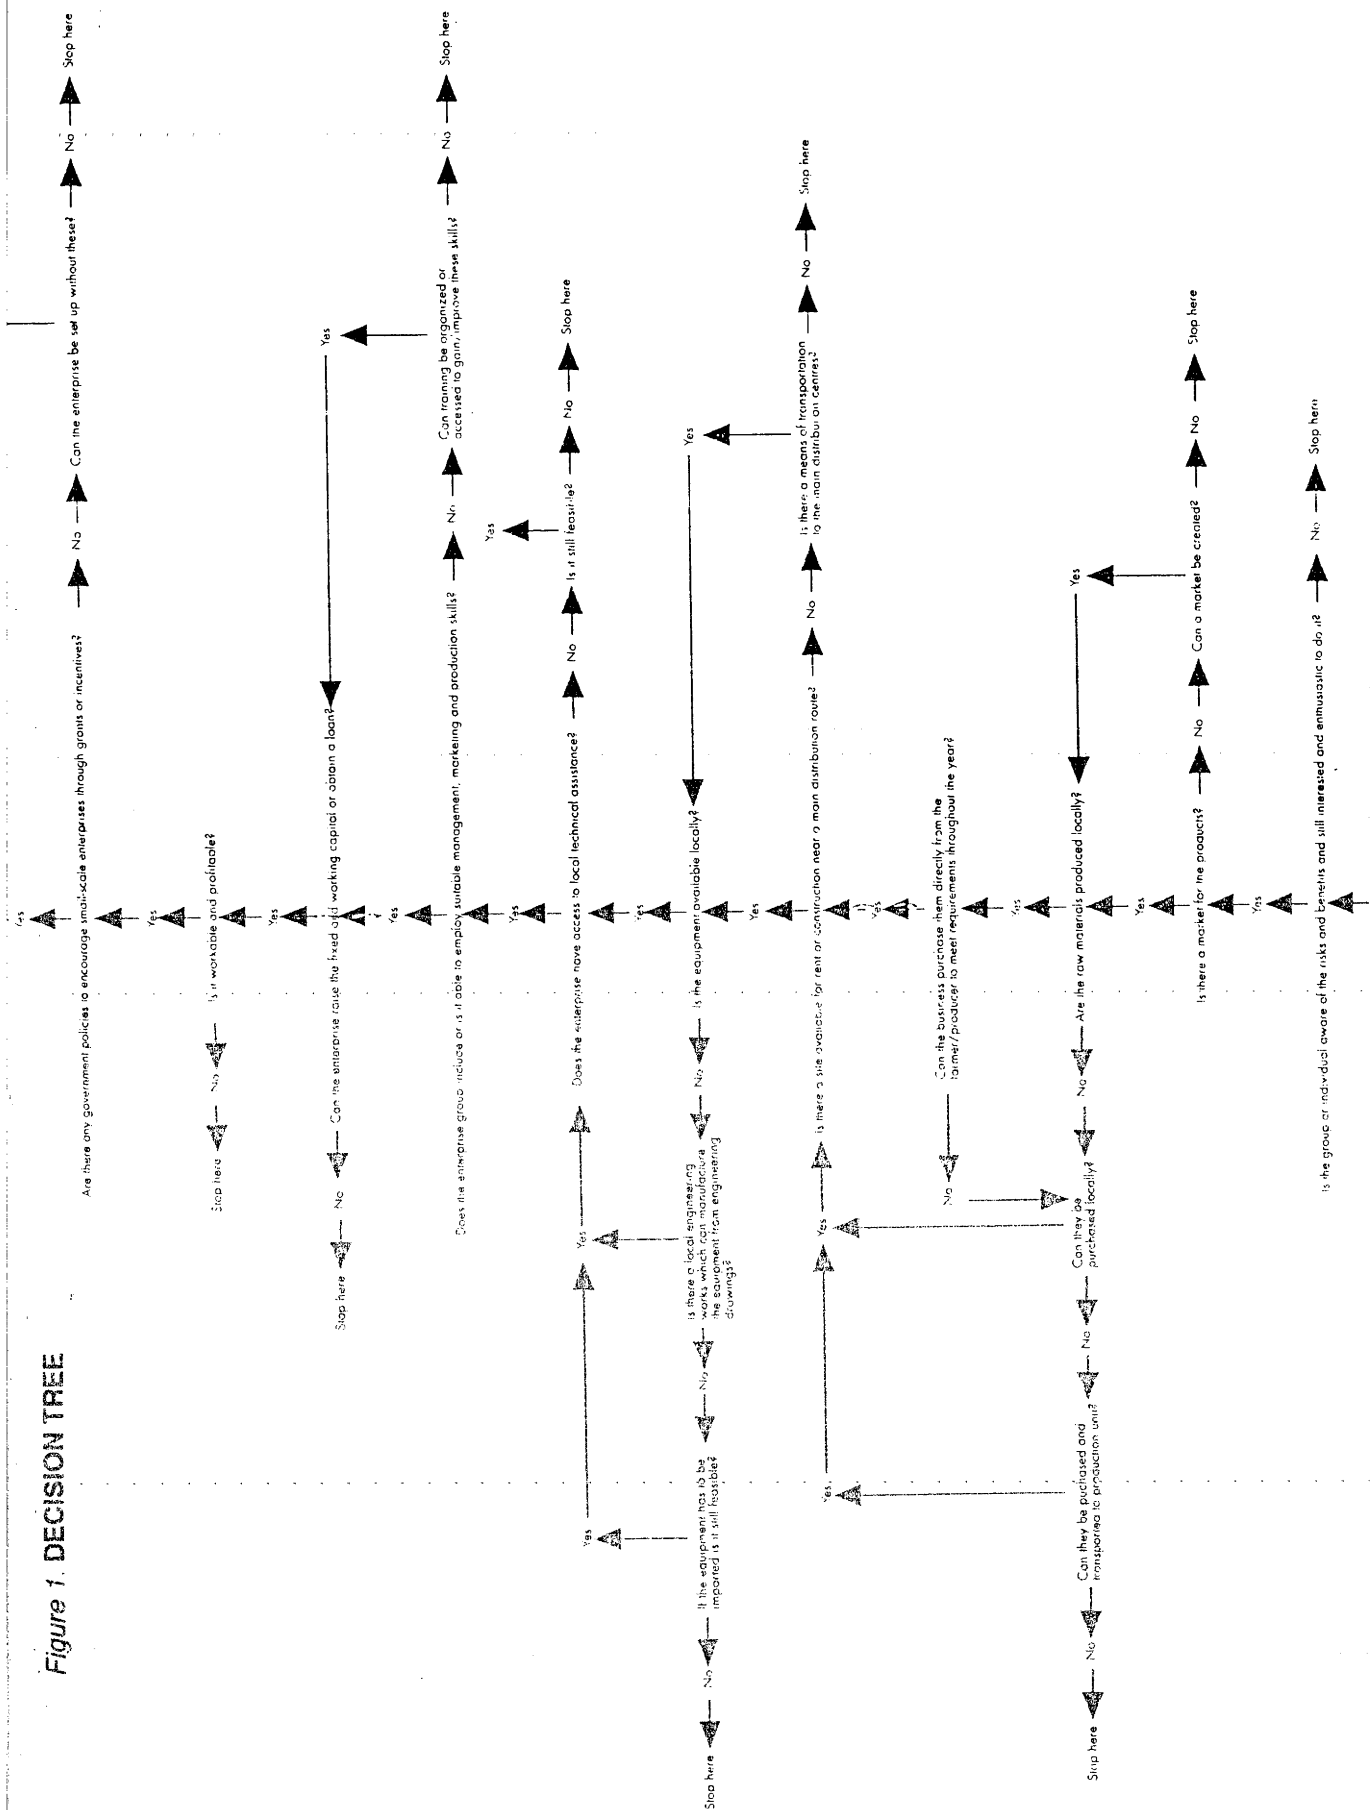 Figure 1. DECISION TREE
Yes
Are there any government policies to encourage small-scale enterprises through grants or incentives? No Can the enterprise be set up without these? No Stop here
Yes
Stop here No Is it workable and profitable?
Yes
Yes
Stop here No Can the enterprise raise the fixed and working capital or obtain a loan?
Yes
Does the enterprise group include or is it able to employ suitable management, marketing and production skills? No Can training be organized or
accessed to gain/improve these skills? No Stop here
Yes
Yes
Does the enterprise have access to local technical assistance? No Is it still feasible? No Stop here
Yes
Yes
Yes
Yes
Stop here No If the equipment has to be
imported is it still feasible? No Is there a local engineering
works which can manufacture
the equipment from engineering
drawings? No Is the equipment available locally?
Yes
Is there a site available for rent or construction near a main distribution route? No Is there a means of transportation
to the main distribution centres? No Stop here
Yes
Yes
Yes
Can the business purchase them directly from the
farmer/producer to meet requirements throughout the year?
No
Yes
Yes
Stop here No Can they be puchased and
transported to production unit? No Can they be
purchased locally? No Are the raw materials produced locally?
Yes
Is there a market for the products? No Can a market be created? No Stop here
Yes
Is the group or individual aware of the risks and benefits and still interested and enthusiastic to do it? No Stop here